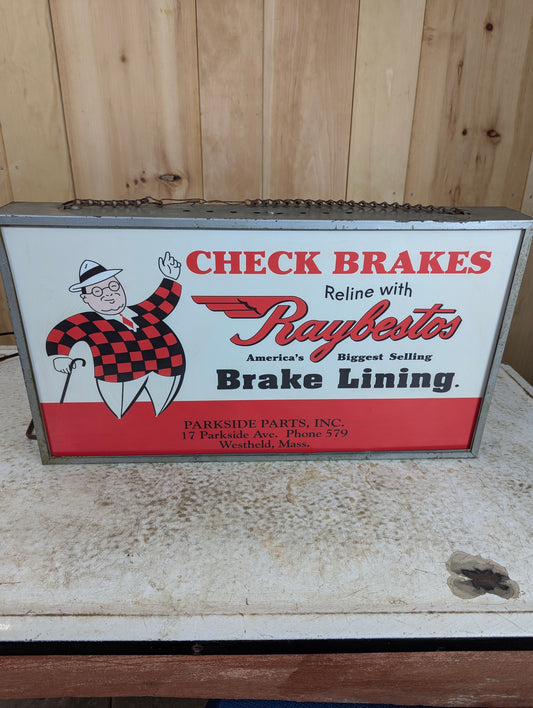 CHECK BRAKES
Reline with
Raybestos
America's Biggest Selling
Brake Lining.
PARKSIDE PARTS, INC.
17 Parkside Ave. Phone 579
Westheld, Mass.